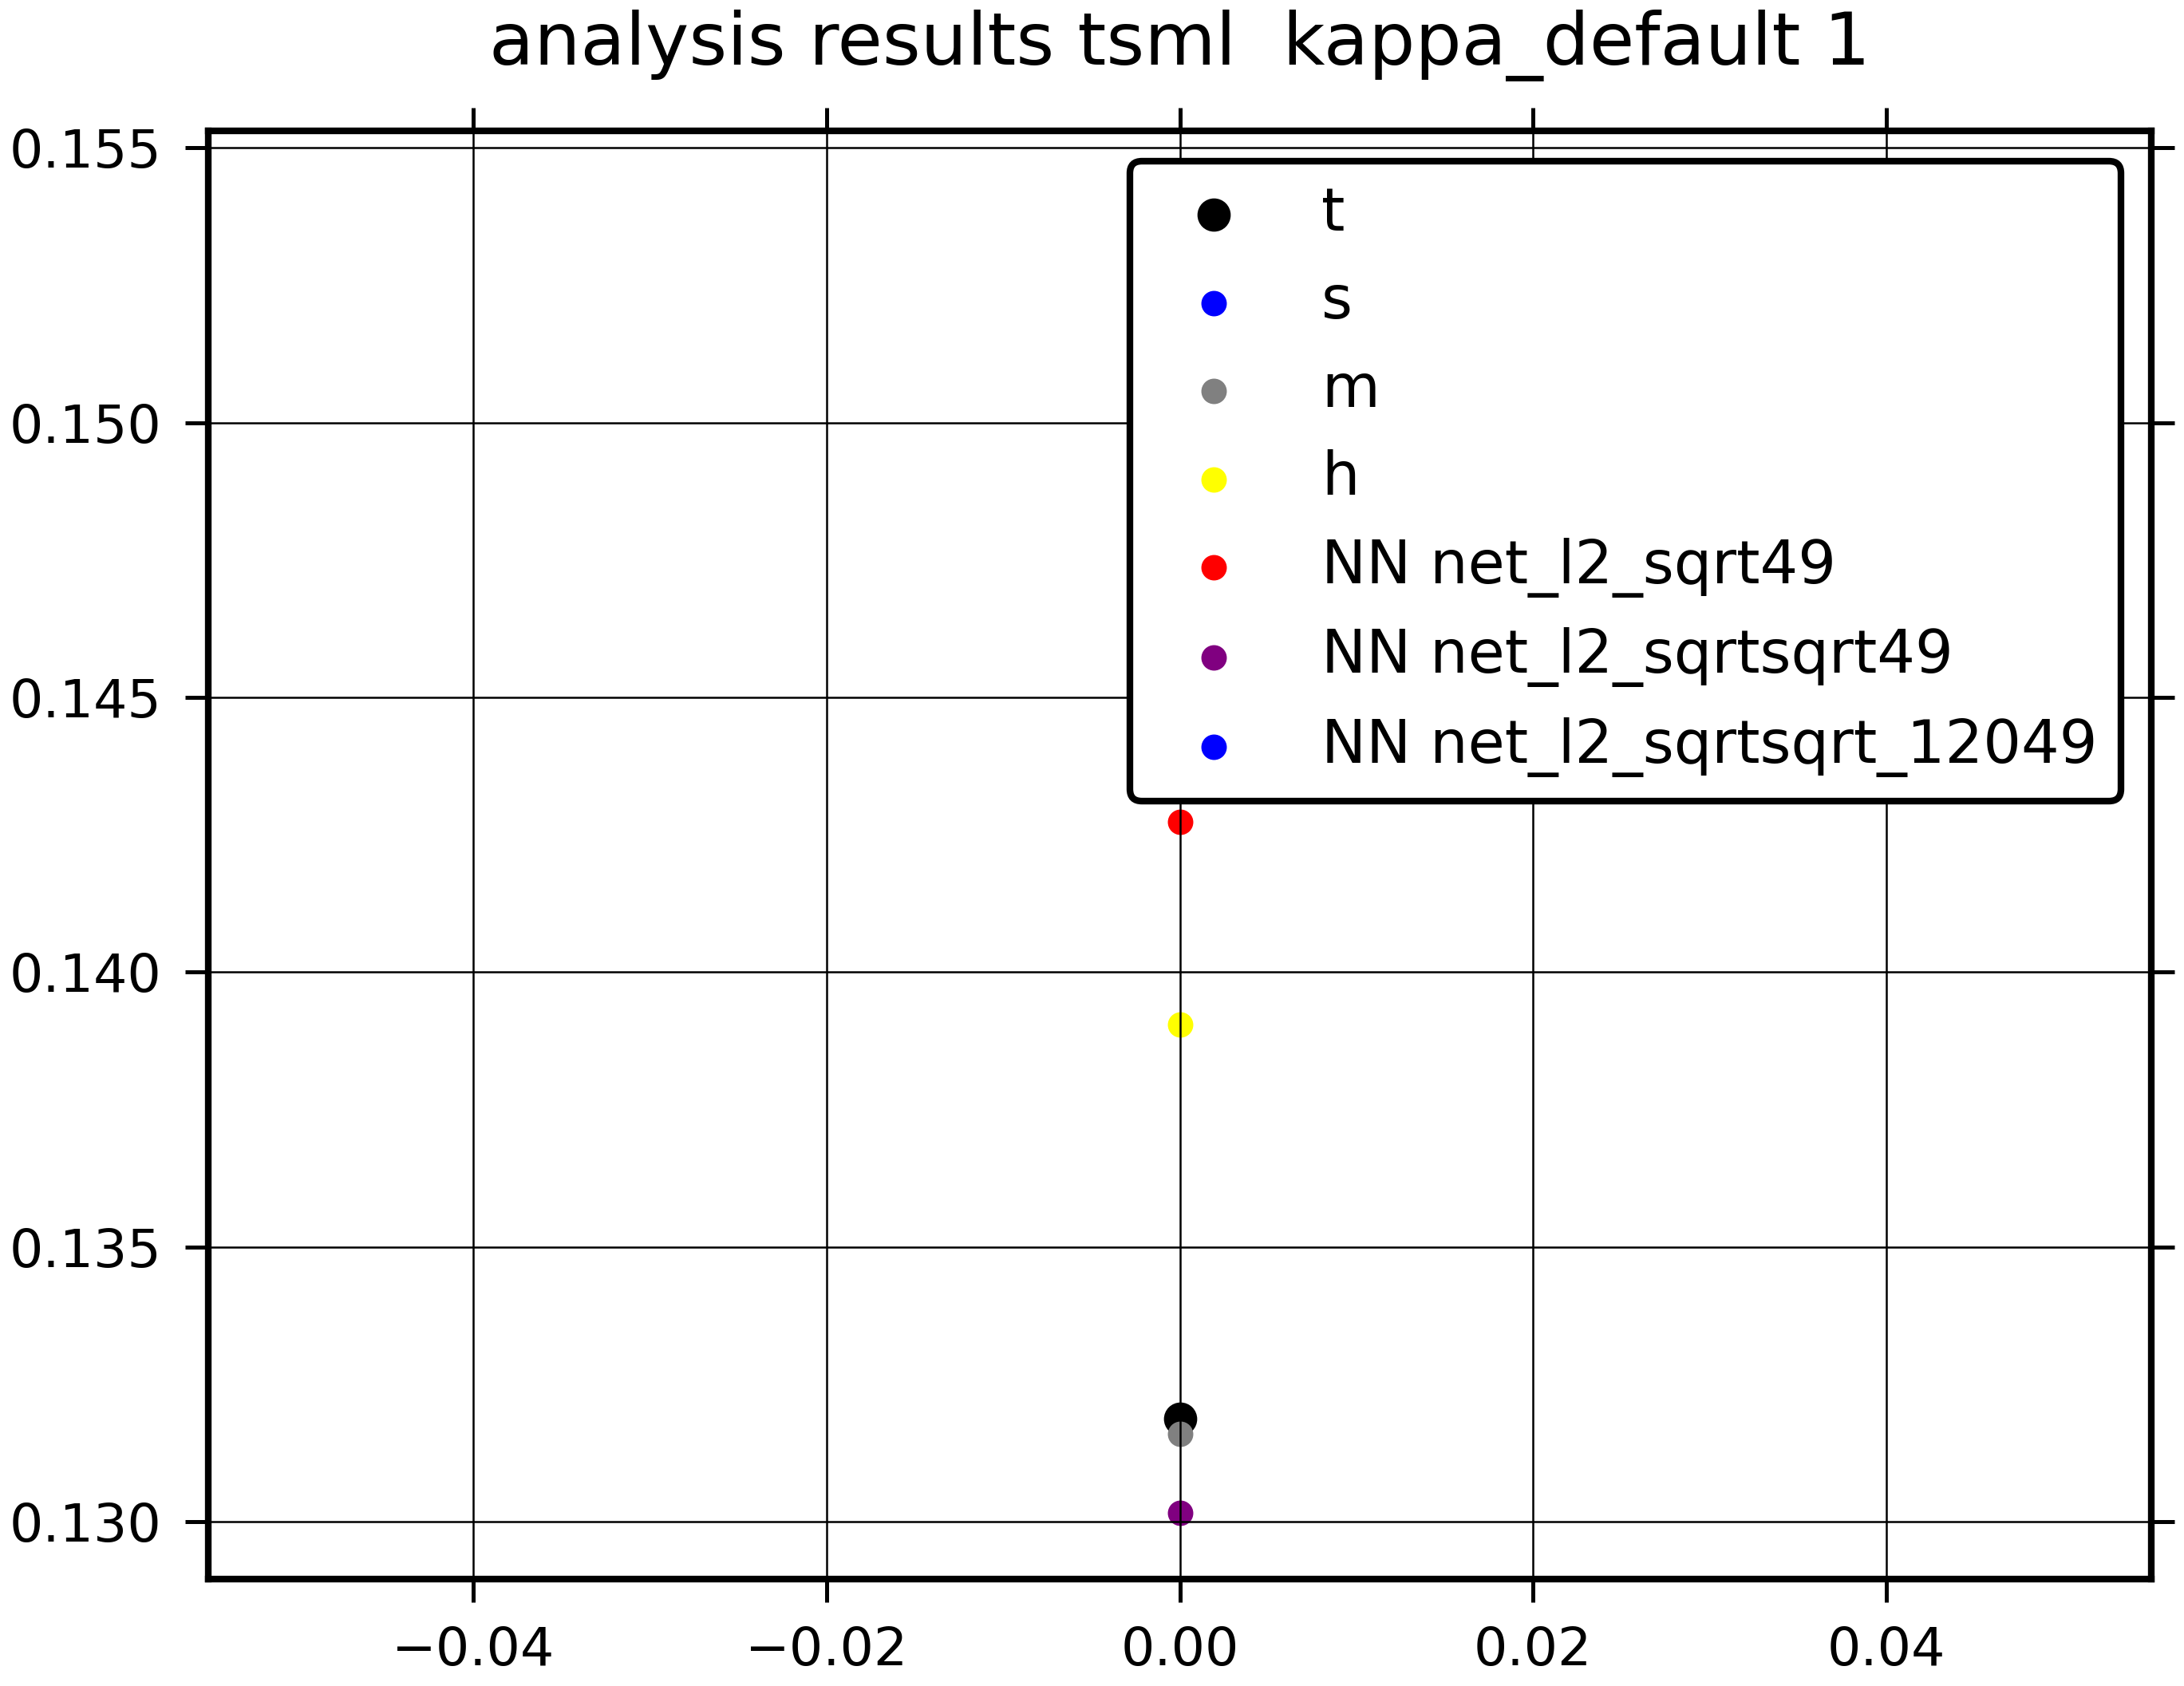 analysis results tsml  kappa_default 1
0.155
0.150
0.145
0.140
0.135
0.130
t
s
m
h
NN net_l2_sqrt49
NN net_l2_sqrtsqrt49
NN net_l2_sqrtsqrt_12049
−0.04
−0.02
0.00
0.02
0.04